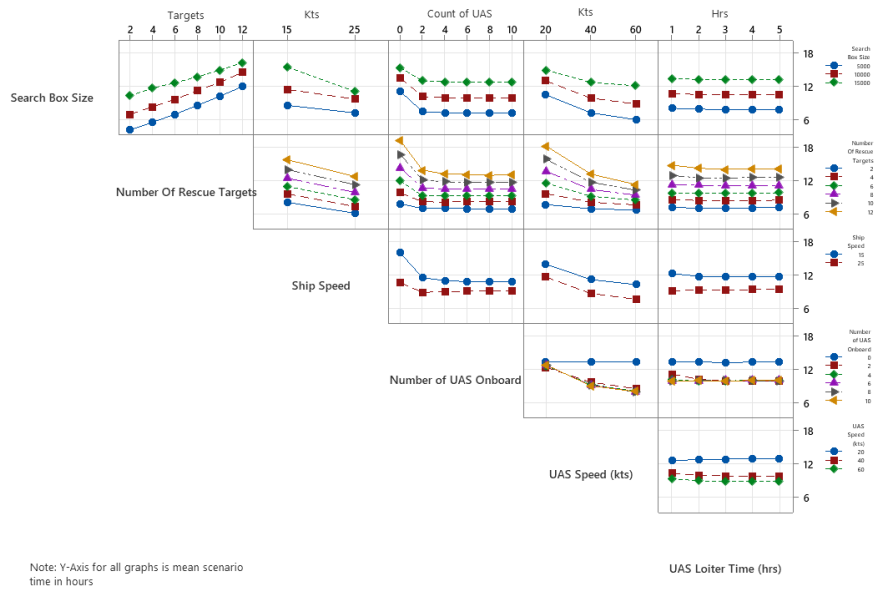 Targets Kts Count of UAS Kts Hrs
2 4 6 8 10 12 15 25 0 2 4 6 8 10 20 40 60 1 2 3 4 5
Search Box Size
18
12
6
Search
Box Size
5000
10000
15000
Number Of Rescue Targets
18
12
6
Number
Of Rescue
Targets
2
4
6
8
10
12
Ship Speed
18
12
6
Ship
Speed
15
25
Number of UAS Onboard
18
12
6
Number
of UAS
Onboard
0
2
4
6
8
10
UAS Speed (kts)
18
12
6
UAS
Speed
(kts)
20
40
60
Note: Y-Axis for all graphs is mean scenario
time in hours
UAS Loiter Time (hrs)